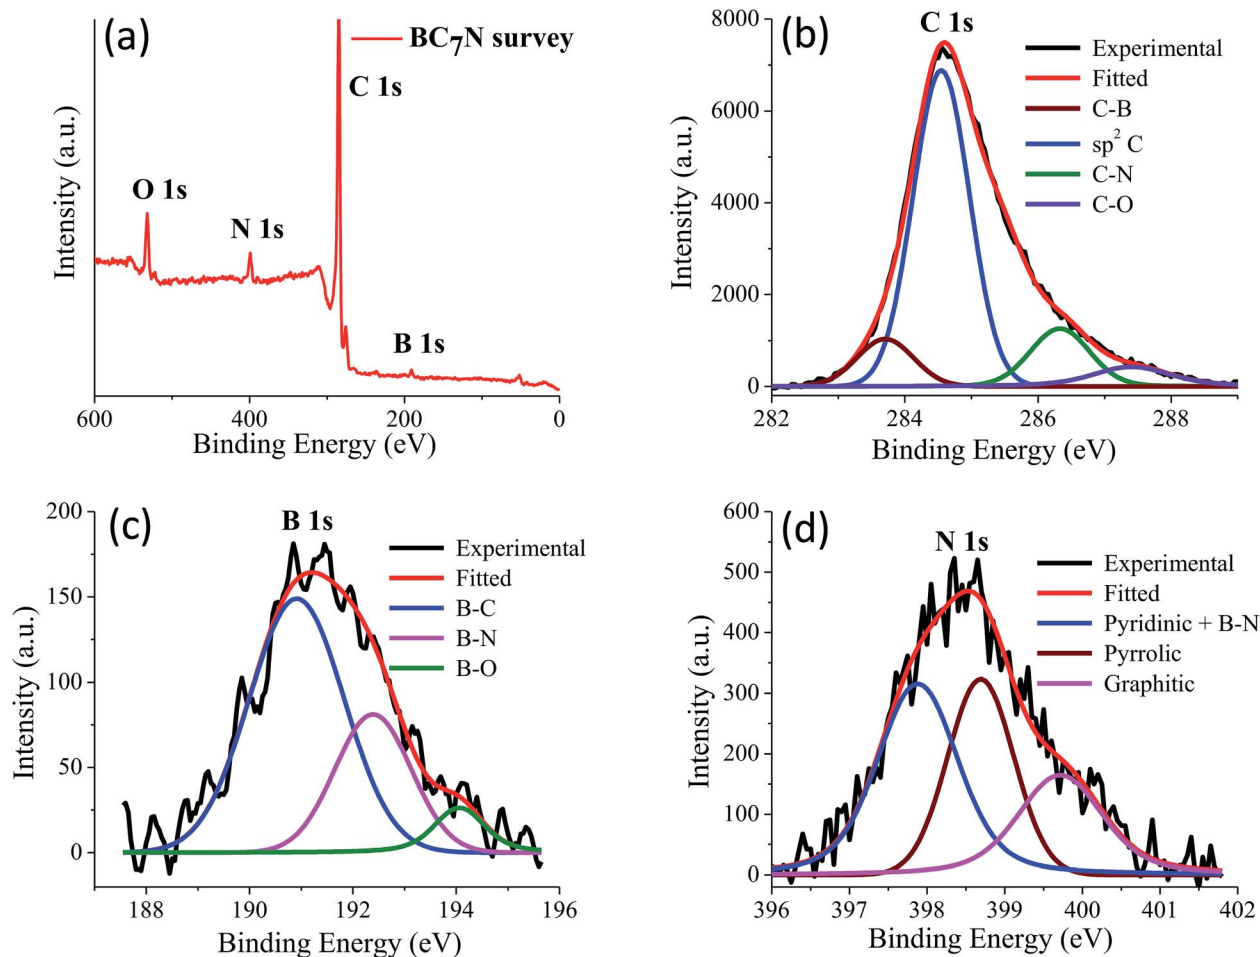 (a)
BC7N survey
C 1s
O 1s
N 1s
B 1s
Intensity (a.u.)
600 400 200 0
Binding Energy (eV)
(b)
C 1s
Experimental
Fitted
C-B
sp² C
C-N
C-O
8000
6000
4000
2000
0
Intensity (a.u.)
282 284 286 288
Binding Energy (eV)
(c)
B 1s
Experimental
Fitted
B-C
B-N
B-O
200
150
100
50
0
Intensity (a.u.)
188 190 192 194 196
Binding Energy (eV)
(d)
N 1s
Experimental
Fitted
Pyridinic + B-N
Pyrrolic
Graphitic
600
500
400
300
200
100
0
Intensity (a.u.)
396 397 398 399 400 401 402
Binding Energy (eV)